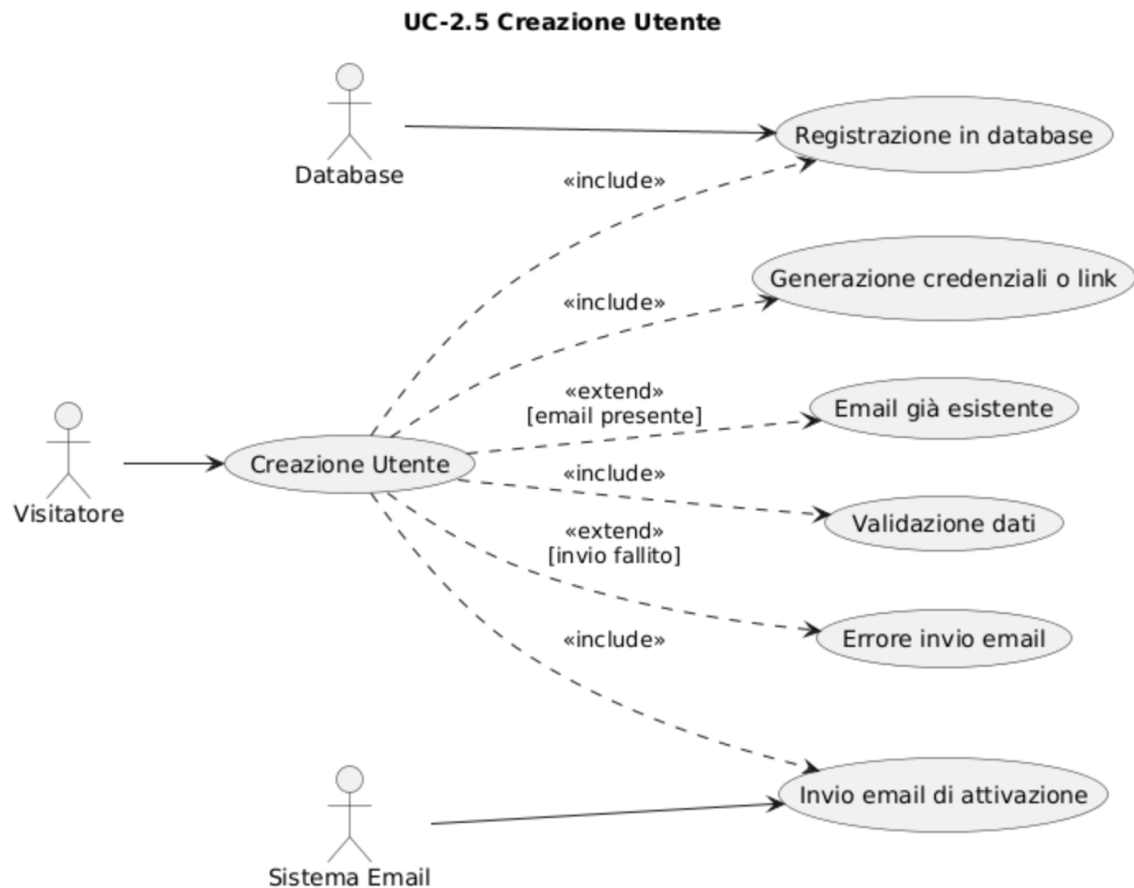 UC-2.5 Creazione Utente
Database
Registrazione in database
«include»
Generazione credenziali o link
«include»
«extend»
[email presente]
Email già esistente
Visitatore
Creazione Utente
«include»
Validazione dati
«extend»
[invio fallito]
Errore invio email
«include»
Invio email di attivazione
Sistema Email